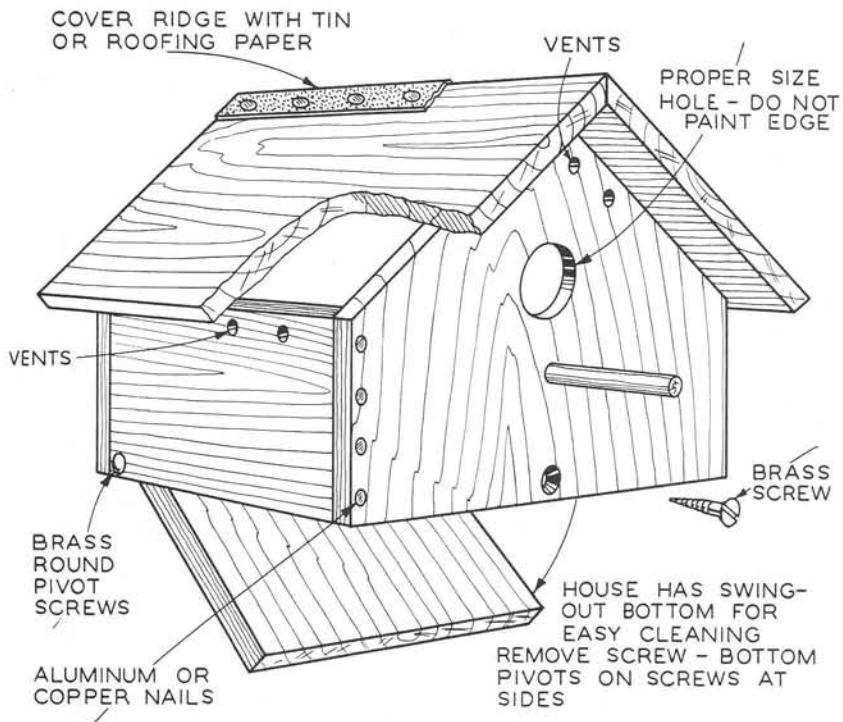 COVER RIDGE WITH TIN
OR ROOFING PAPER
VENTS
PROPER SIZE
HOLE – DO NOT
PAINT EDGE
VENTS
BRASS
SCREW
BRASS
ROUND
PIVOT
SCREWS
HOUSE HAS SWING-
OUT BOTTOM FOR
EASY CLEANING
REMOVE SCREW – BOTTOM
PIVOTS ON SCREWS AT
SIDES
ALUMINUM OR
COPPER NAILS